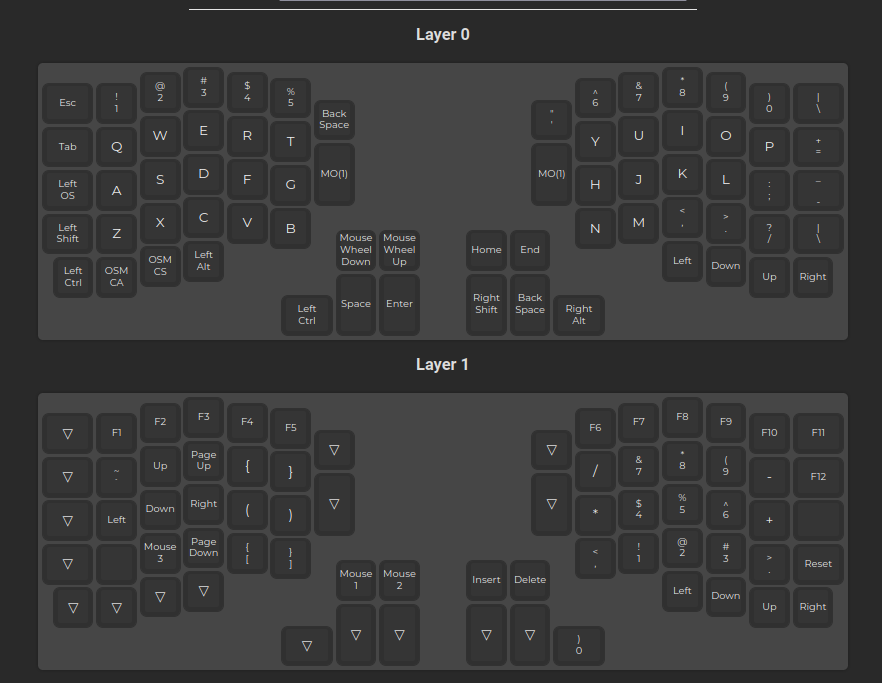 Layer 0
Esc ! 1 @ 2 # 3 $ 4 % 5 Back Space
" ' ^ 6 & 7 * 8 ( 9 ) 0 | \
Tab Q W E R T MO(1)
MO(1) Y U I O P + =
Left OS A S D F G
H J K L : ; _ -
Left Shift Z X C V B
N M < , > . ? / | \
Left Ctrl OSM CA OSM CS Left Alt
Mouse Wheel Down Mouse Wheel Up
Home End
Left Down Up Right
Left Ctrl Space Enter
Right Shift Back Space Right Alt
Layer 1
▽ F1 F2 F3 F4 F5 ▽
▽ F6 F7 F8 F9 F10 F11
▽ ~ ` Up Page Up { } ▽
▽ / & 7 * 8 ( 9 - F12
▽ Left Down Right ( )
* $ 4 % 5 ^ 6 +
▽ Mouse 3 Page Down { [ } ]
< , ! 1 @ 2 # 3 > . Reset
▽ ▽ ▽ ▽
Mouse 1 Mouse 2
Insert Delete
Left Down Up Right
▽ ▽ ▽
▽ ▽ ) 0